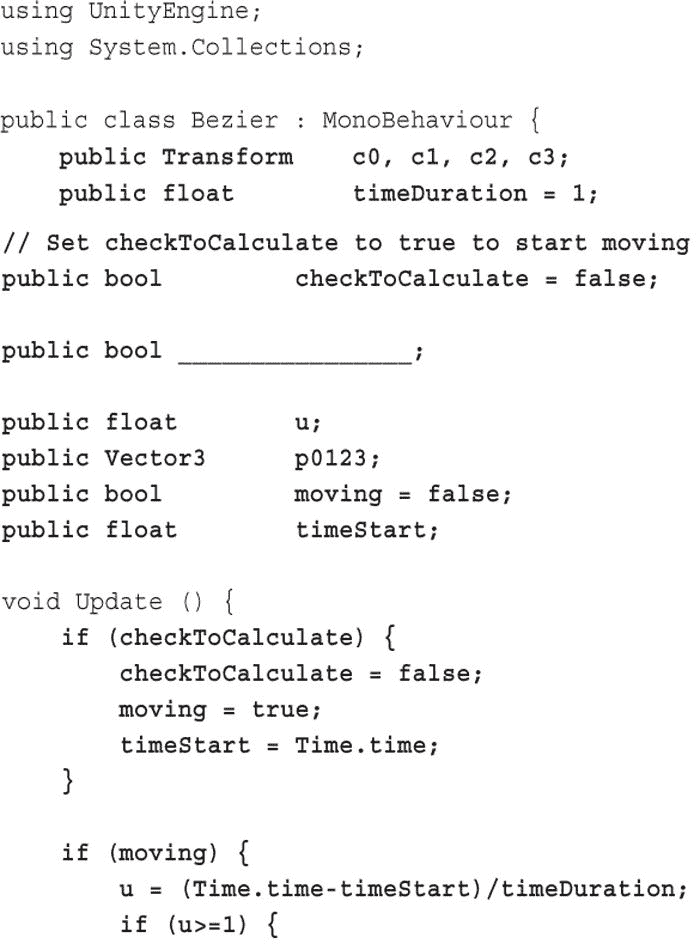 using UnityEngine;
using System.Collections;
public class Bezier : MonoBehaviour {
public Transform c0, c1, c2, c3;
public float timeDuration = 1;
// Set checkToCalculate to true to start moving
public bool checkToCalculate = false;
public bool ________________;
public float u;
public Vector3 p0123;
public bool moving = false;
public float timeStart;
void Update () {
if (checkToCalculate) {
checkToCalculate = false;
moving = true;
timeStart = Time.time;
}
if (moving) {
u = (Time.time-timeStart)/timeDuration;
if (u>=1) {